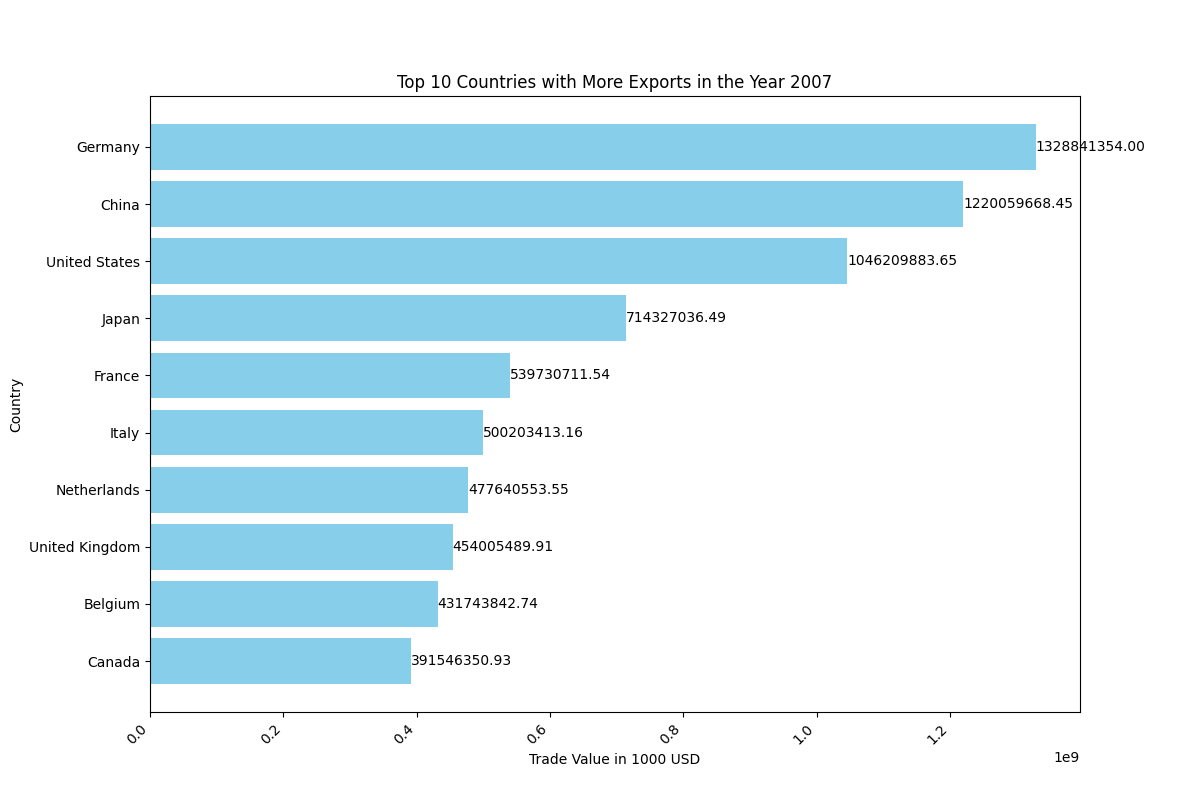 Top 10 Countries with More Exports in the Year 2007
Country
Germany 1328841354.00
China 1220059668.45
United States 1046209883.65
Japan 714327036.49
France 539730711.54
Italy 500203413.16
Netherlands 477640553.55
United Kingdom 454005489.91
Belgium 431743842.74
Canada 391546350.93
0.0 0.2 0.4 0.6 0.8 1.0 1.2
1e9
Trade Value in 1000 USD